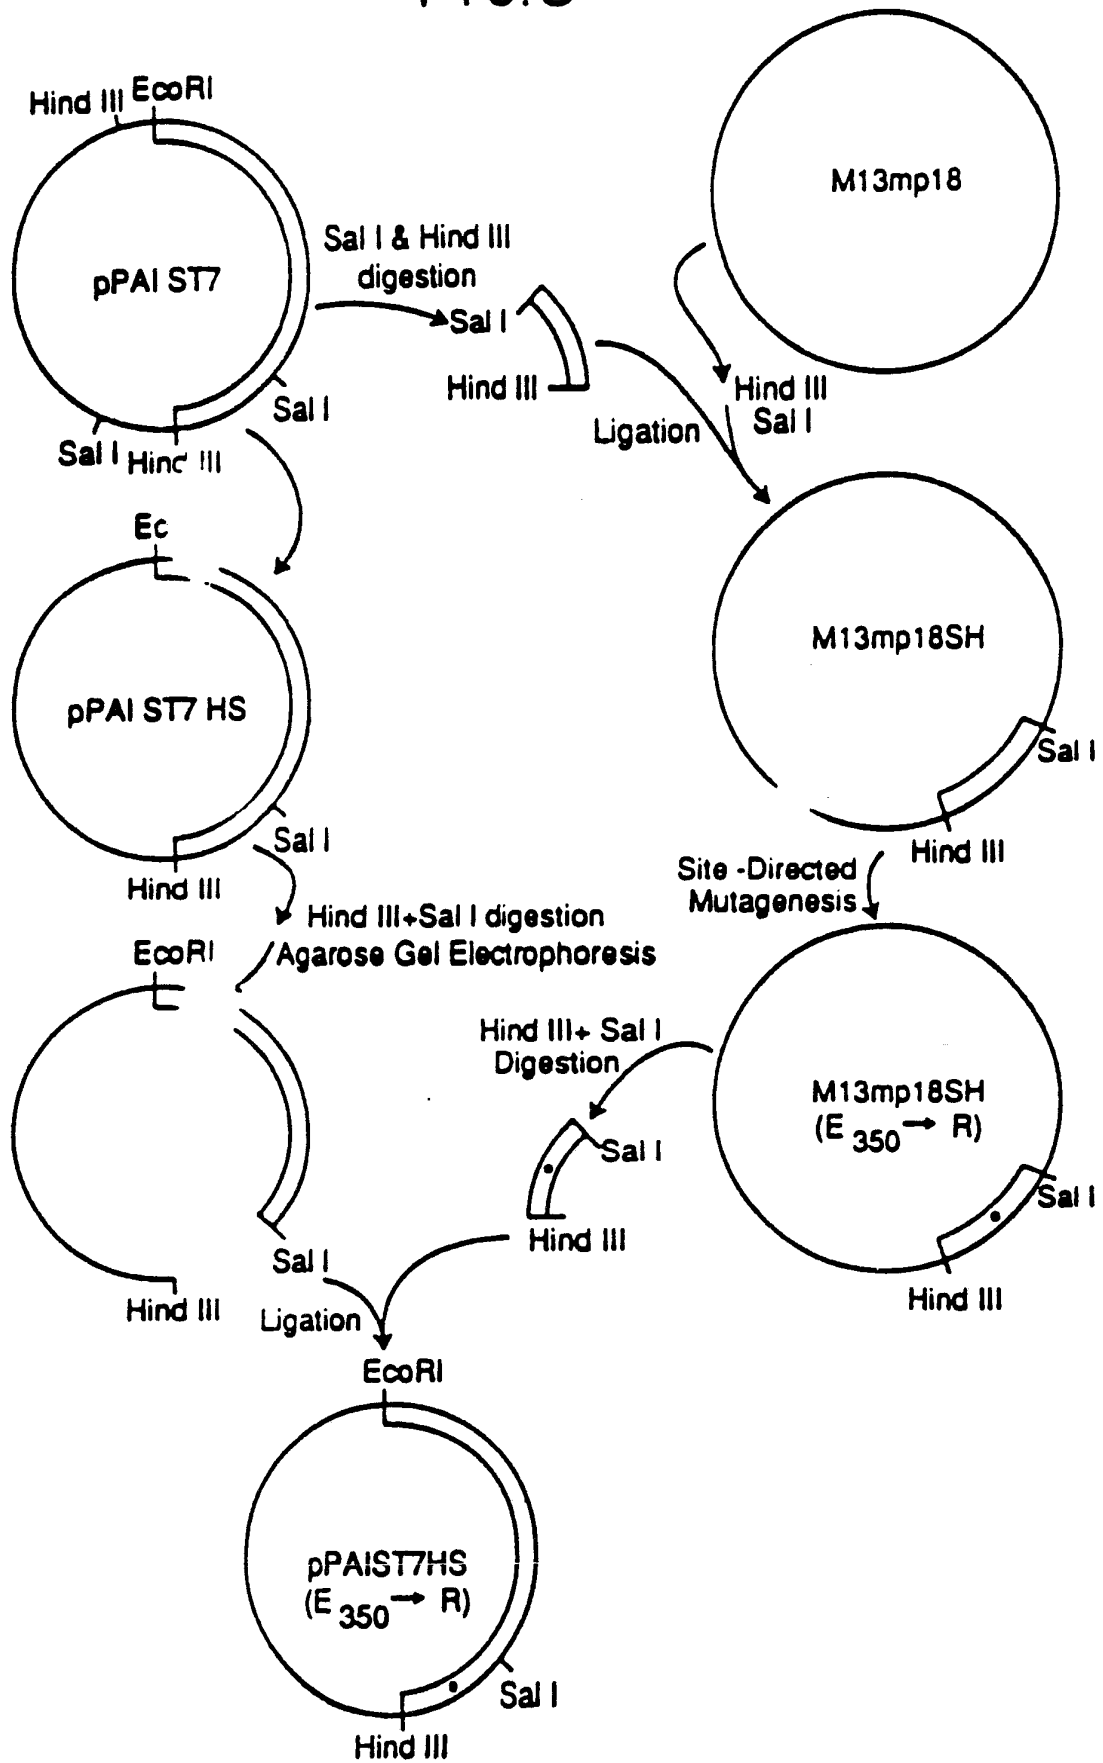 Hind III
EcoRI
M13mp18
pPAI ST7
Sal I & Hind III
digestion
Sal I
Hind III
Hind III
Sal I
Ligation
Sal I
Sal I
Hind III
Ec
pPAI ST7 HS
M13mp18SH
Sal I
Sal I
Hind III
Hind III
Site -Directed
Mutagenesis
Hind III+Sal I digestion
Agarose Gel Electrophoresis
EcoRI
Hind III+ Sal I
Digestion
M13mp18SH
(E 350 → R)
Sal I
Sal I
Hind III
Sal I
Hind III
Hind III
Ligation
EcoRI
pPAIST7HS
(E 350 → R)
Sal I
Hind III